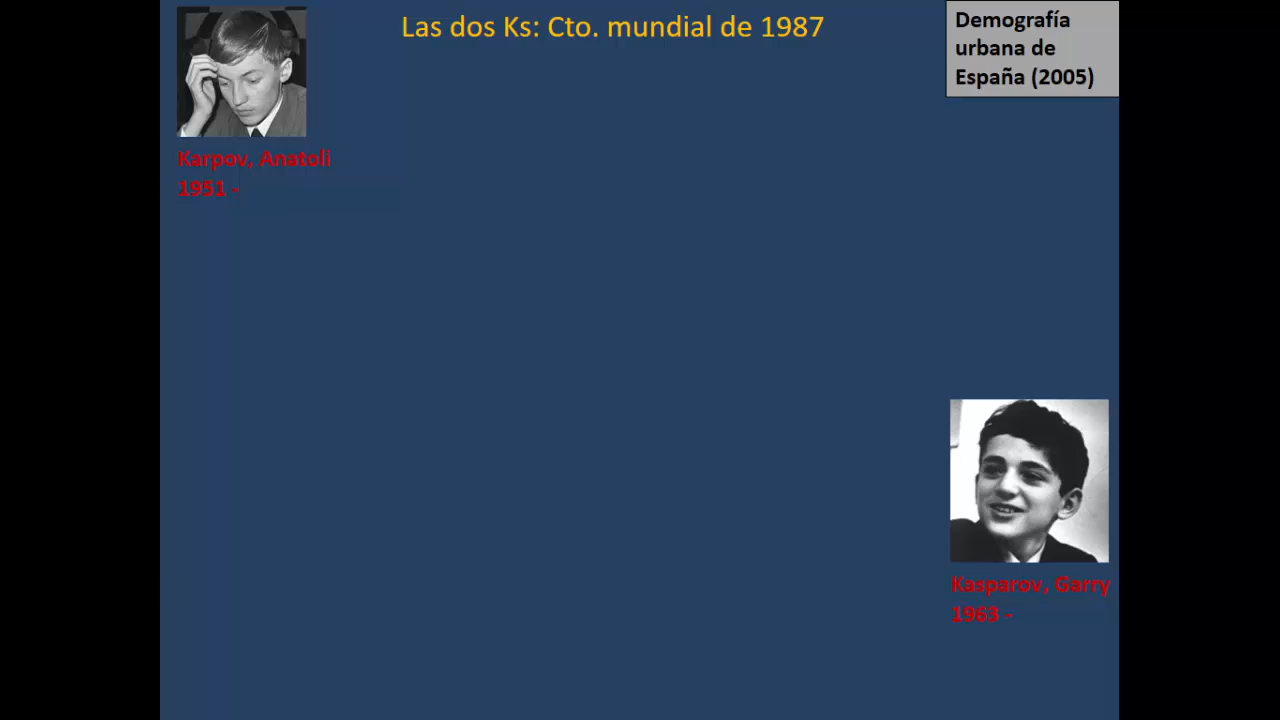 Las dos Ks: Cto. mundial de 1987
Demografía
urbana de
España (2005)
Karpov, Anatoli
1951 -
Kasparov, Garry
1963 -